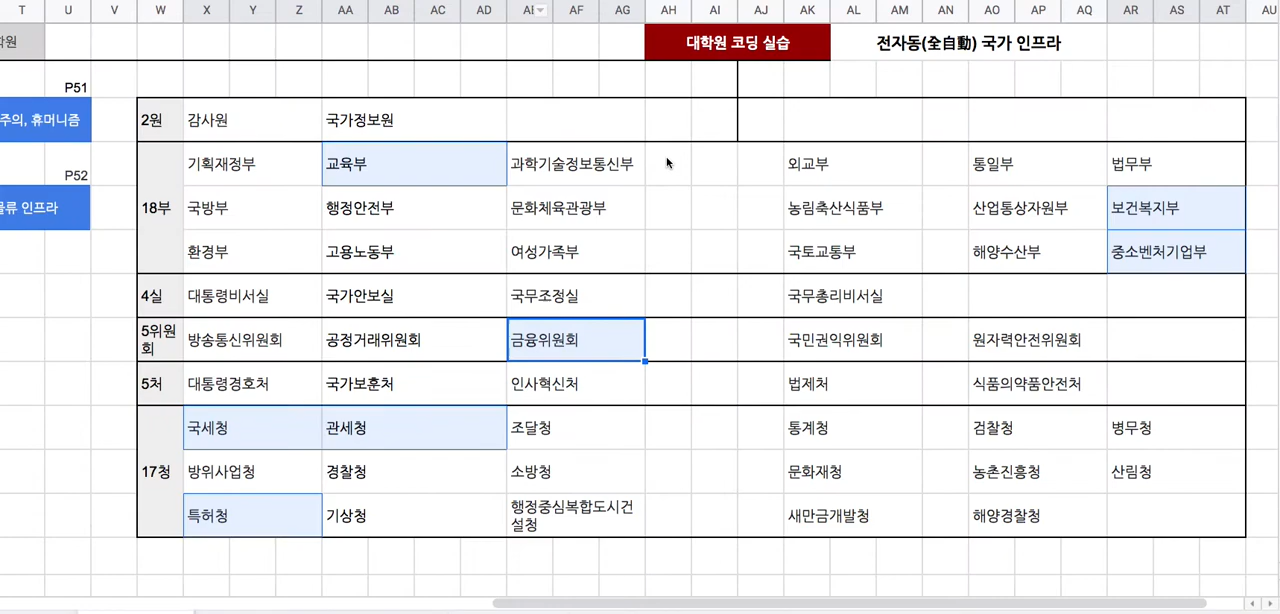 T U V W X Y Z AA AB AC AD AF AG AH AI AJ AK AL AM AN AO AP AQ AR AS AT AU
학원 대학원 코딩 실습 전자동(全自動) 국가 인프라
P51
주의, 휴머니즘 2원 감사원 국가정보원
P52
물류 인프라
18부
기획재정부 교육부 과학기술정보통신부 외교부 통일부 법무부
국방부 행정안전부 문화체육관광부 농림축산식품부 산업통상자원부 보건복지부
환경부 고용노동부 여성가족부 국토교통부 해양수산부 중소벤처기업부
4실 대통령비서실 국가안보실 국무조정실 국무총리비서실
5위원
회
방송통신위원회 공정거래위원회 금융위원회 국민권익위원회 원자력안전위원회
5처 대통령경호처 국가보훈처 인사혁신처 법제처 식품의약품안전처
17청
국세청 관세청 조달청 통계청 검찰청 병무청
방위사업청 경찰청 소방청 문화재청 농촌진흥청 산림청
특허청 기상청 행정중심복합도시건
설청
새만금개발청 해양경찰청